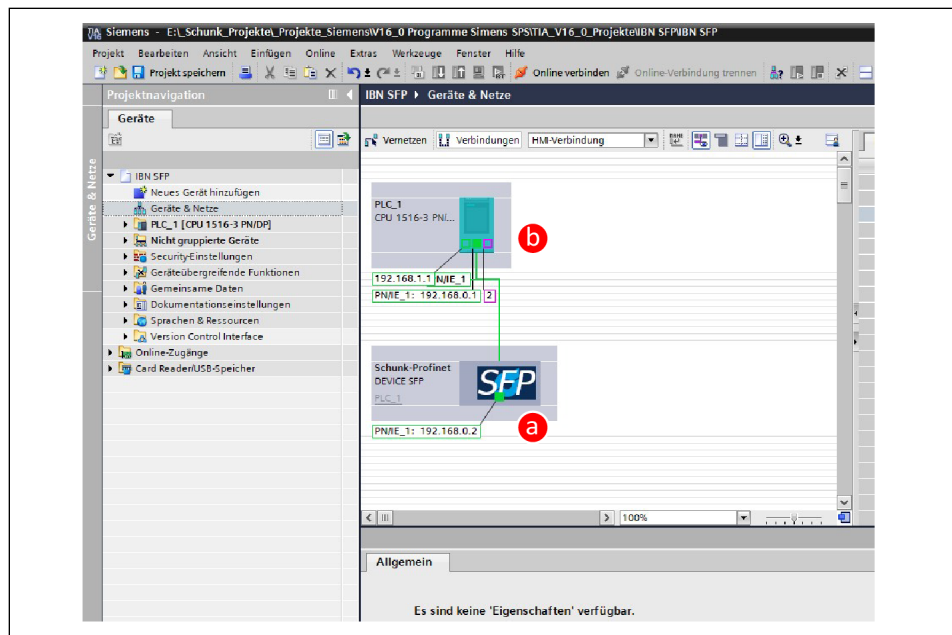 Siemens - E:\_Schunk_Projekte\_Projekte_Siemens\V16_0 Programme Simens SPS\TIA_V16_0_Projekte\IBN SFP\IBN SFP
Projekt Bearbeiten Ansicht Einfügen Online Extras Werkzeuge Fenster Hilfe
Projekt speichern Online verbinden Online-Verbindung trennen
Projektnavigation
IBN SFP Geräte & Netze
Geräte
Vernetzen Verbindungen HMI-Verbindung
Geräte & Netze
IBN SFP
Neues Gerät hinzufügen
Geräte & Netze
PLC_1 [CPU 1516-3 PN/DP]
Nicht gruppierte Geräte
Security-Einstellungen
Geräteübergreifende Funktionen
Gemeinsame Daten
Dokumentationseinstellungen
Sprachen & Ressourcen
Version Control Interface
Online-Zugänge
Card Reader/USB-Speicher
PLC_1
CPU 1516-3 PN/...
b
192.168.1.1 N/IE_1
PN/IE_1: 192.168.0.1 2
Schunk-Profinet
DEVICE SFP
PLC_1
SFP
a
PN/IE_1: 192.168.0.2
100%
Allgemein
Es sind keine 'Eigenschaften' verfügbar.